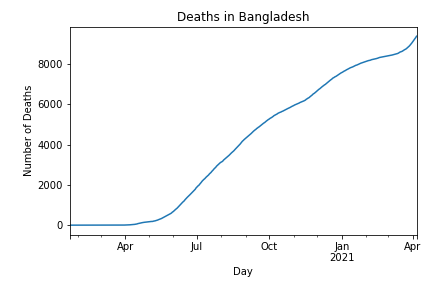 Deaths in Bangladesh
Number of Deaths
8000
6000
4000
2000
0
Apr
Jul
Oct
Jan
2021
Apr
Day